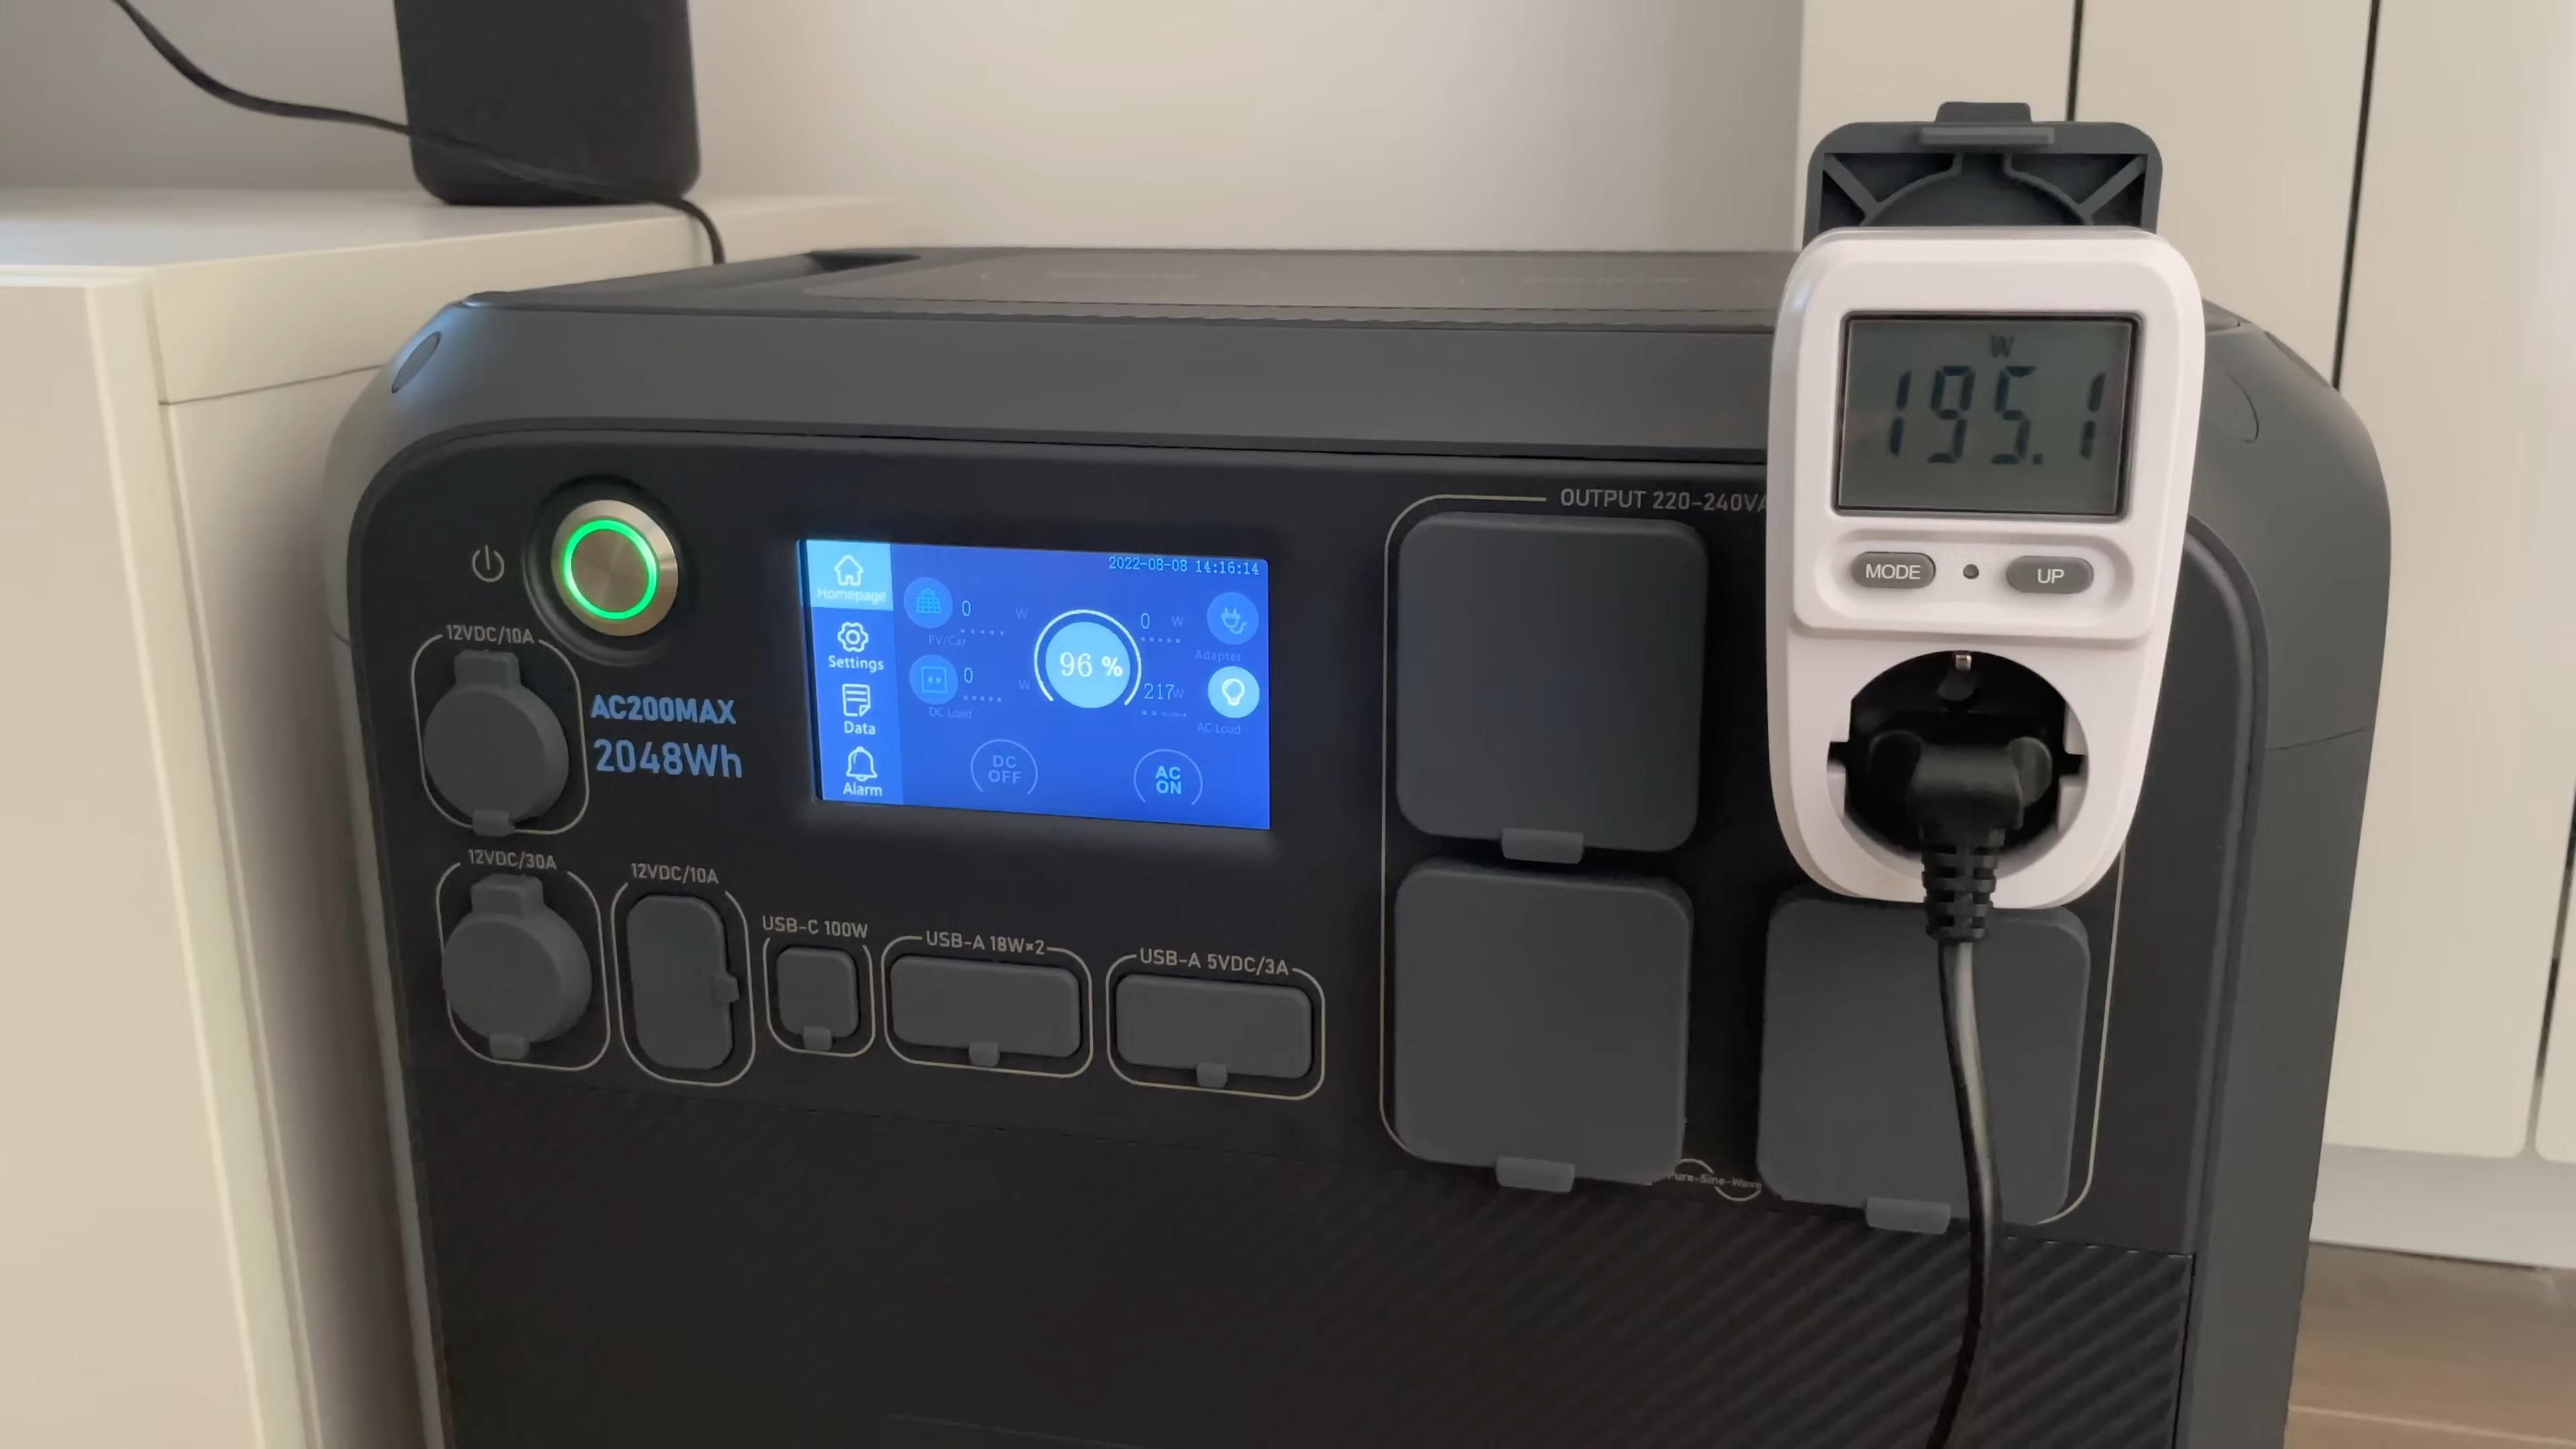 W
195.1
MODE
UP
OUTPUT 220-240VA
2022-08-08 14:16:14
Homepage
Settings
Data
Alarm
0 W
PV/Car
0 W
DC Load
96 %
0 W
Adapter
217W
AC Load
DC
OFF
AC
ON
12VDC/10A
AC200MAX
2048Wh
12VDC/30A
12VDC/10A
USB-C 100W
USB-A 18W×2
USB-A 5VDC/3A
Pure-Sine-Wave